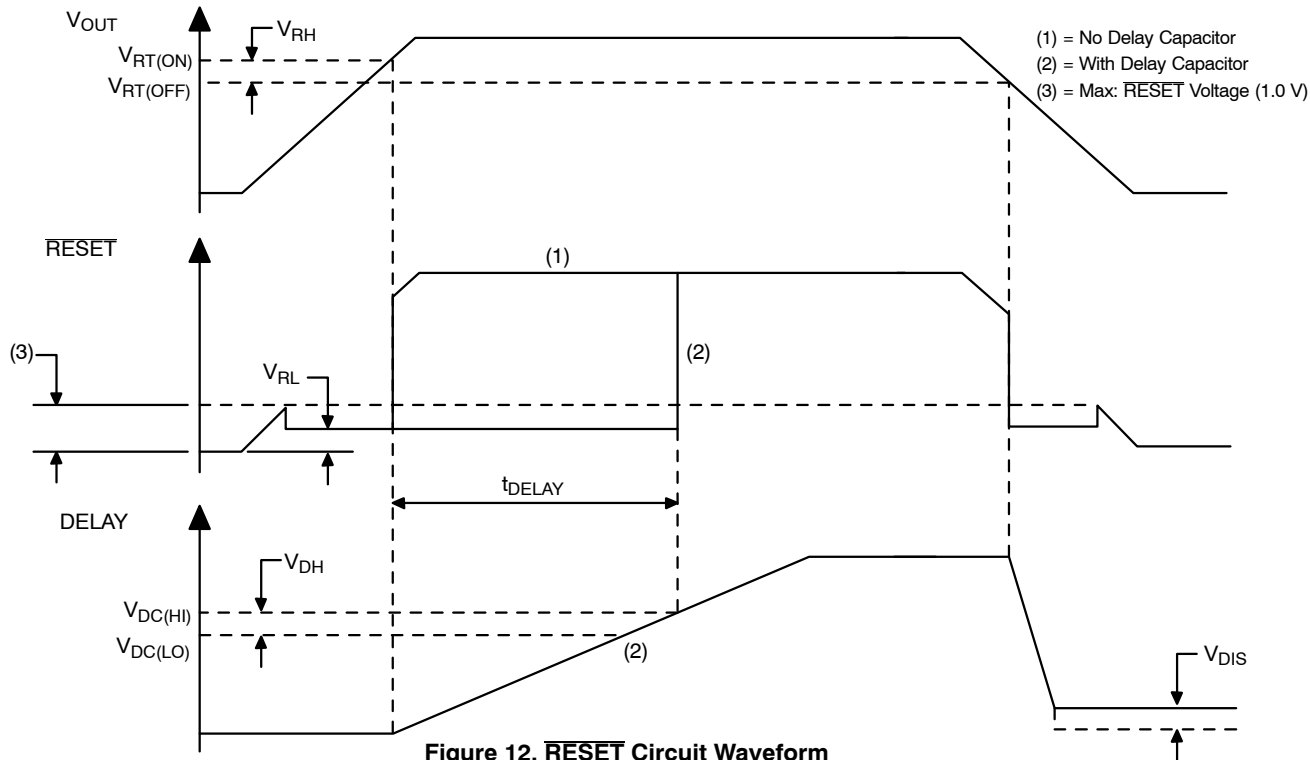 VOUT
VRH
VRT(ON)
VRT(OFF)
(1) = No Delay Capacitor
(2) = With Delay Capacitor
(3) = Max: RESET Voltage (1.0 V)
RESET
(1)
(3)
(2)
VRL
tDELAY
DELAY
VDH
VDC(HI)
VDC(LO)
(2)
VDIS
Figure 12. RESET Circuit Waveform